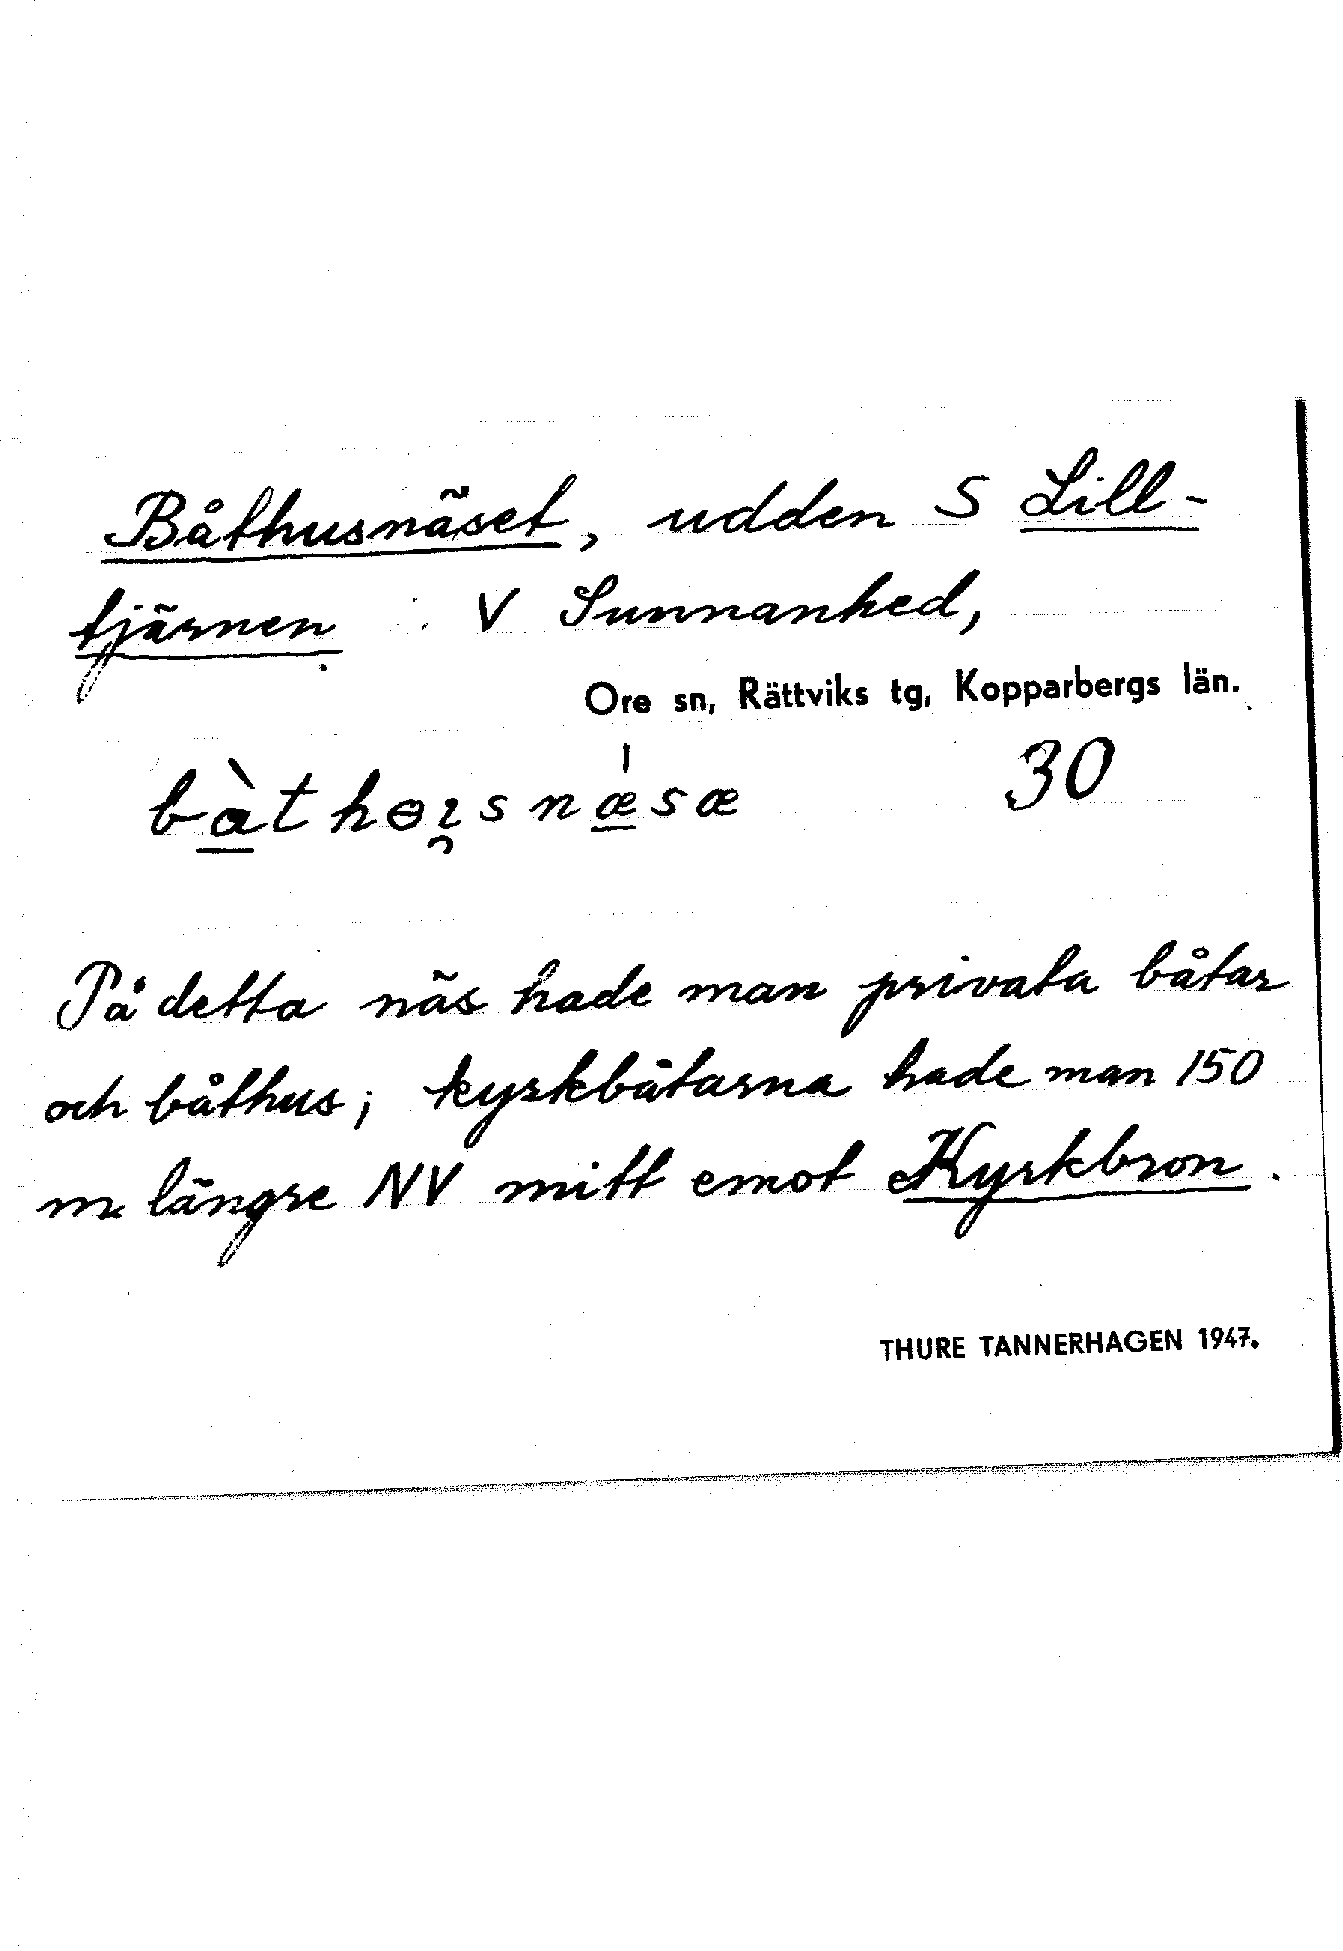 Båthusnäset, udden S Lill-
tjärnen V Sunnanhed,
Ore sn, Rättviks tg, Kopparbergs län.
30
På detta näs hade man privata båtar
och båthus; kyrkbåtarna hade man 150
m längre NV mitt emot Kyrkbron.
THURE TANNERHAGEN 1947.